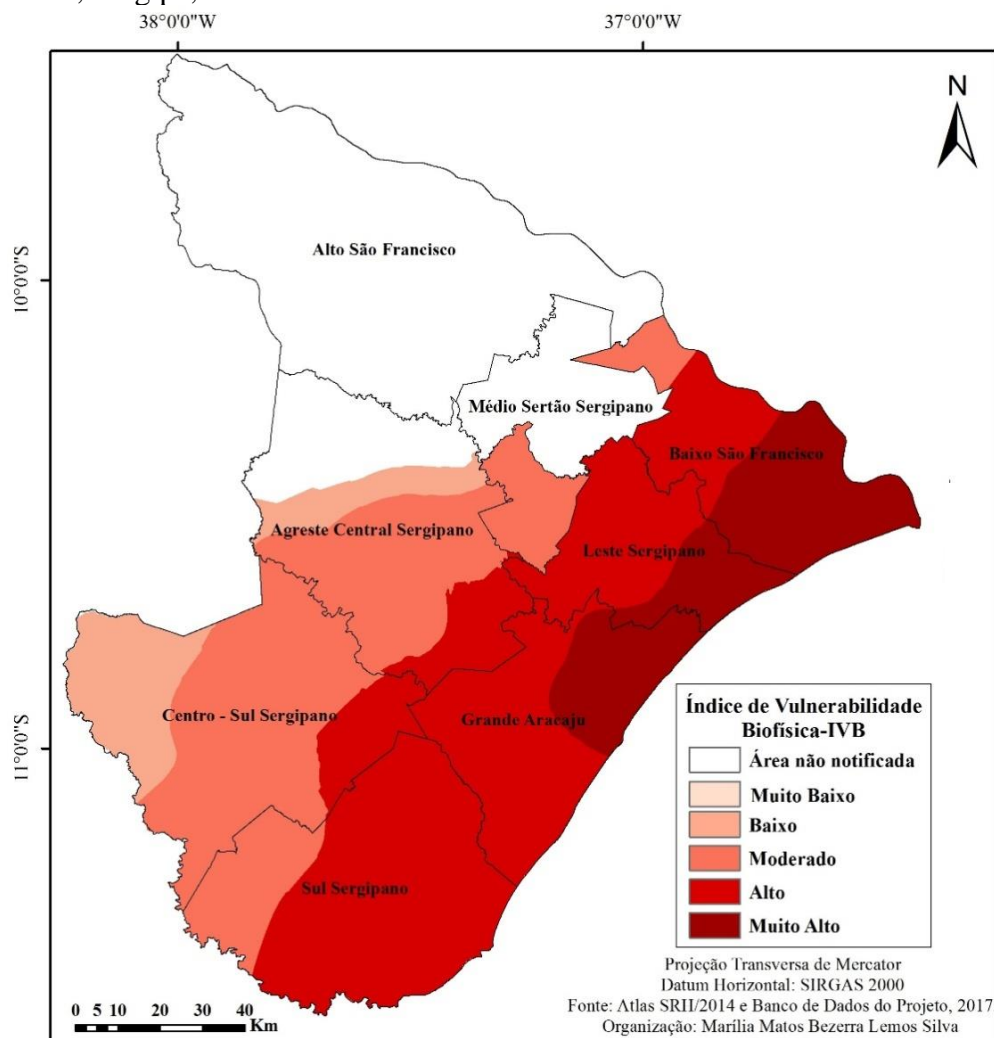 38°0'0"W
37°0'0"W
N
10°0'0"S
Alto São Francisco
Médio Sertão Sergipano
Baixo São Francisco
Agreste Central Sergipano
Leste Sergipano
Centro - Sul Sergipano
Grande Aracaju
11°0'0"S
Sul Sergipano
Índice de Vulnerabilidade
Biofísica-IVB
Área não notificada
Muito Baixo
Baixo
Moderado
Alto
Muito Alto
0 5 10 20 30 40
Km
Projeção Transversa de Mercator
Datum Horizontal: SIRGAS 2000
Fonte: Atlas SRII/2014 e Banco de Dados do Projeto, 2017
Organização: Marília Matos Bezerra Lemos Silva